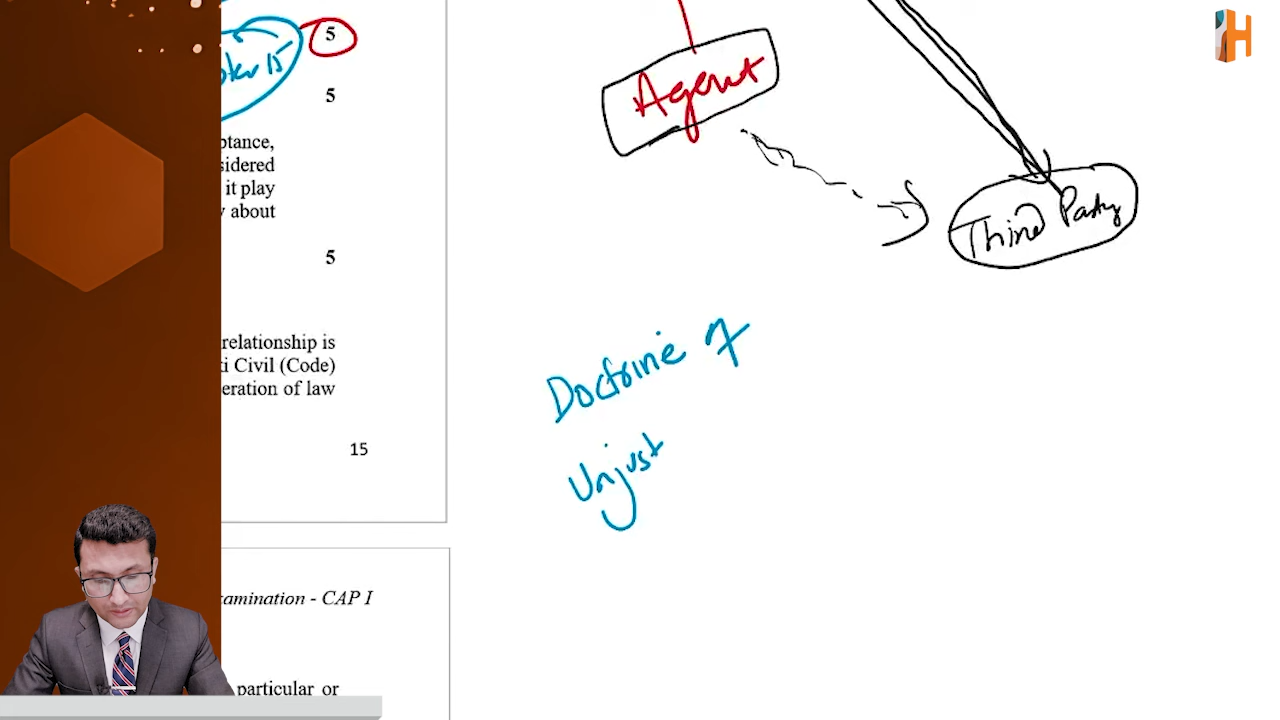 5
5
ptance,
sidered
it play
about
5
relationship is
ti Civil (Code)
eration of law
15
amination - CAP I
particular or
Agent
Third Party
Doctrine of
Unjust
H